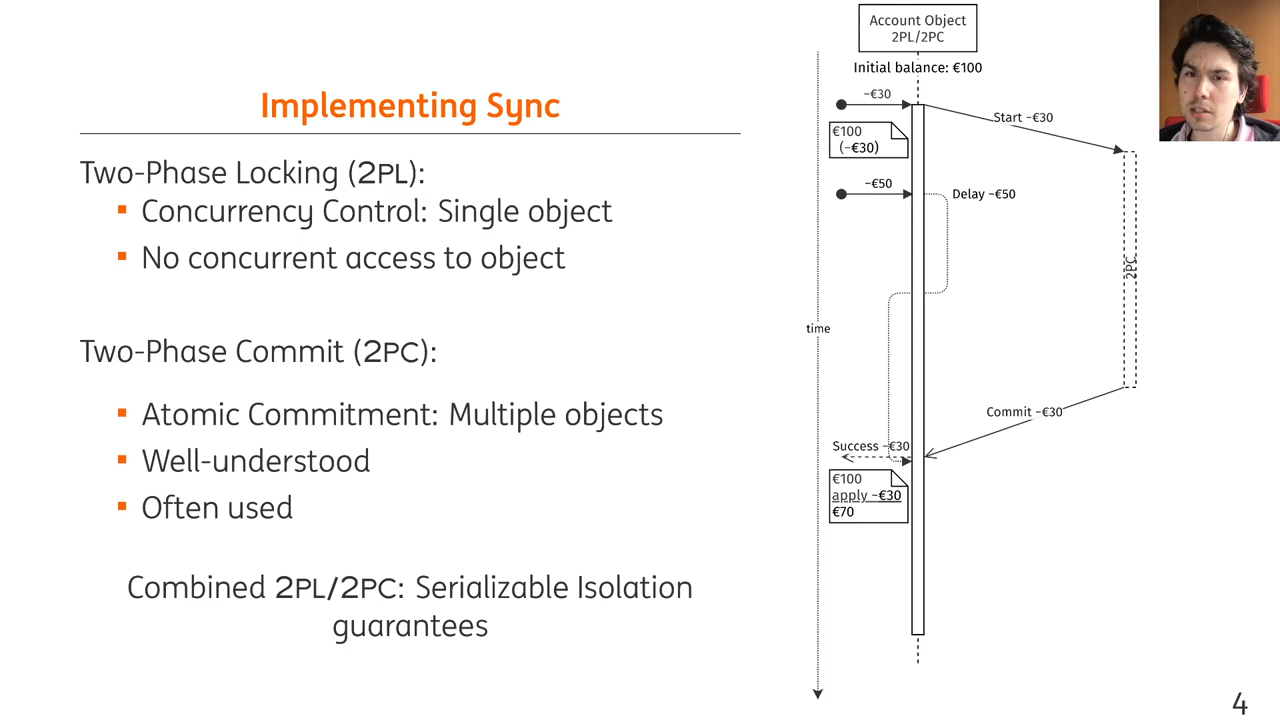 Implementing Sync
Two-Phase Locking (2PL):
▪ Concurrency Control: Single object
▪ No concurrent access to object
Two-Phase Commit (2PC):
▪ Atomic Commitment: Multiple objects
▪ Well-understood
▪ Often used
Combined 2PL/2PC: Serializable Isolation
guarantees
Account Object
2PL/2PC
Initial balance: €100
-€30
Start -€30
€100
(-€30)
-€50
Delay -€50
2PC
time
Commit -€30
Success -€30
€100
apply -€30
€70
4